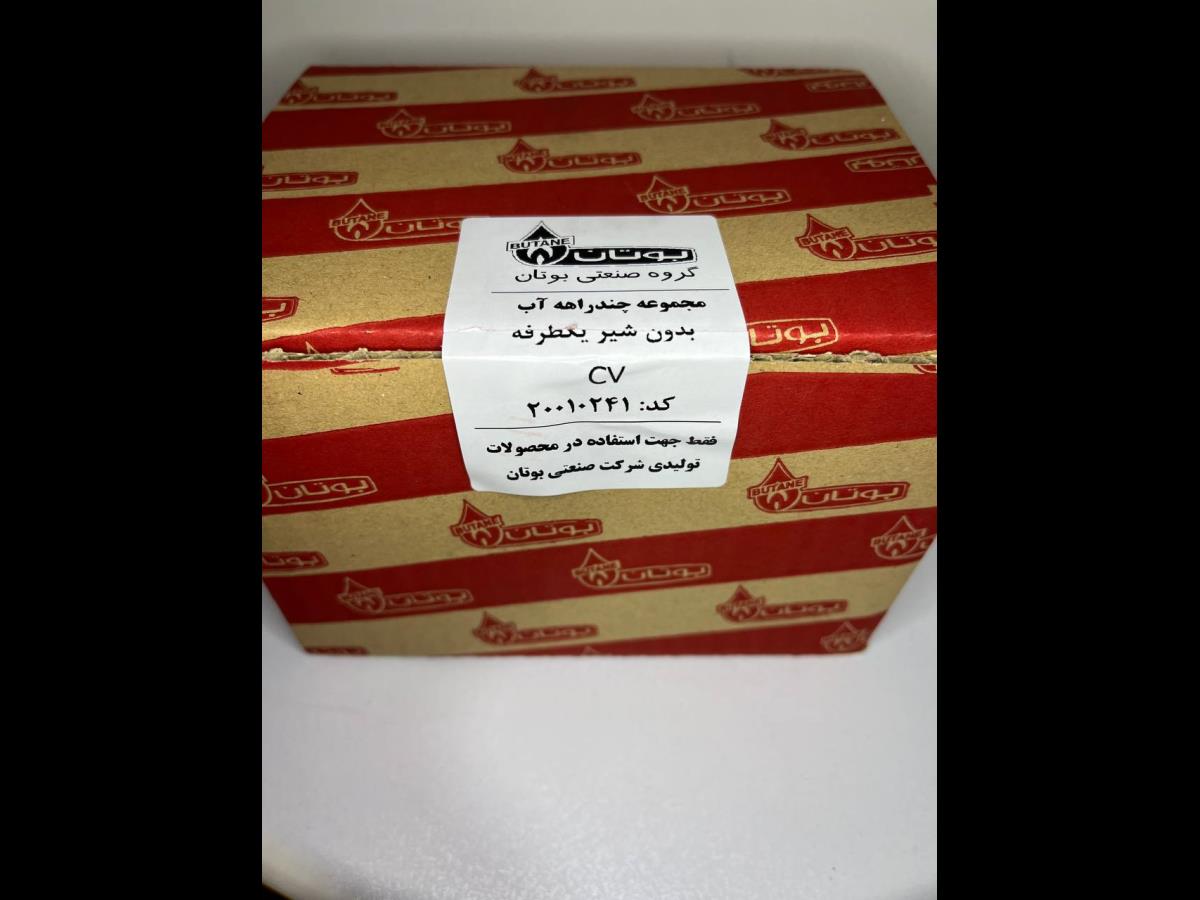 BUTANE بوتان
گروه صنعتی بوتان
مجموعه چندراهه آب
بدون شیر یکطرفه
CV
کد: ۲۰۰۱۰۲۴۱
فقط جهت استفاده در محصولات
تولیدی شرکت صنعتی بوتان